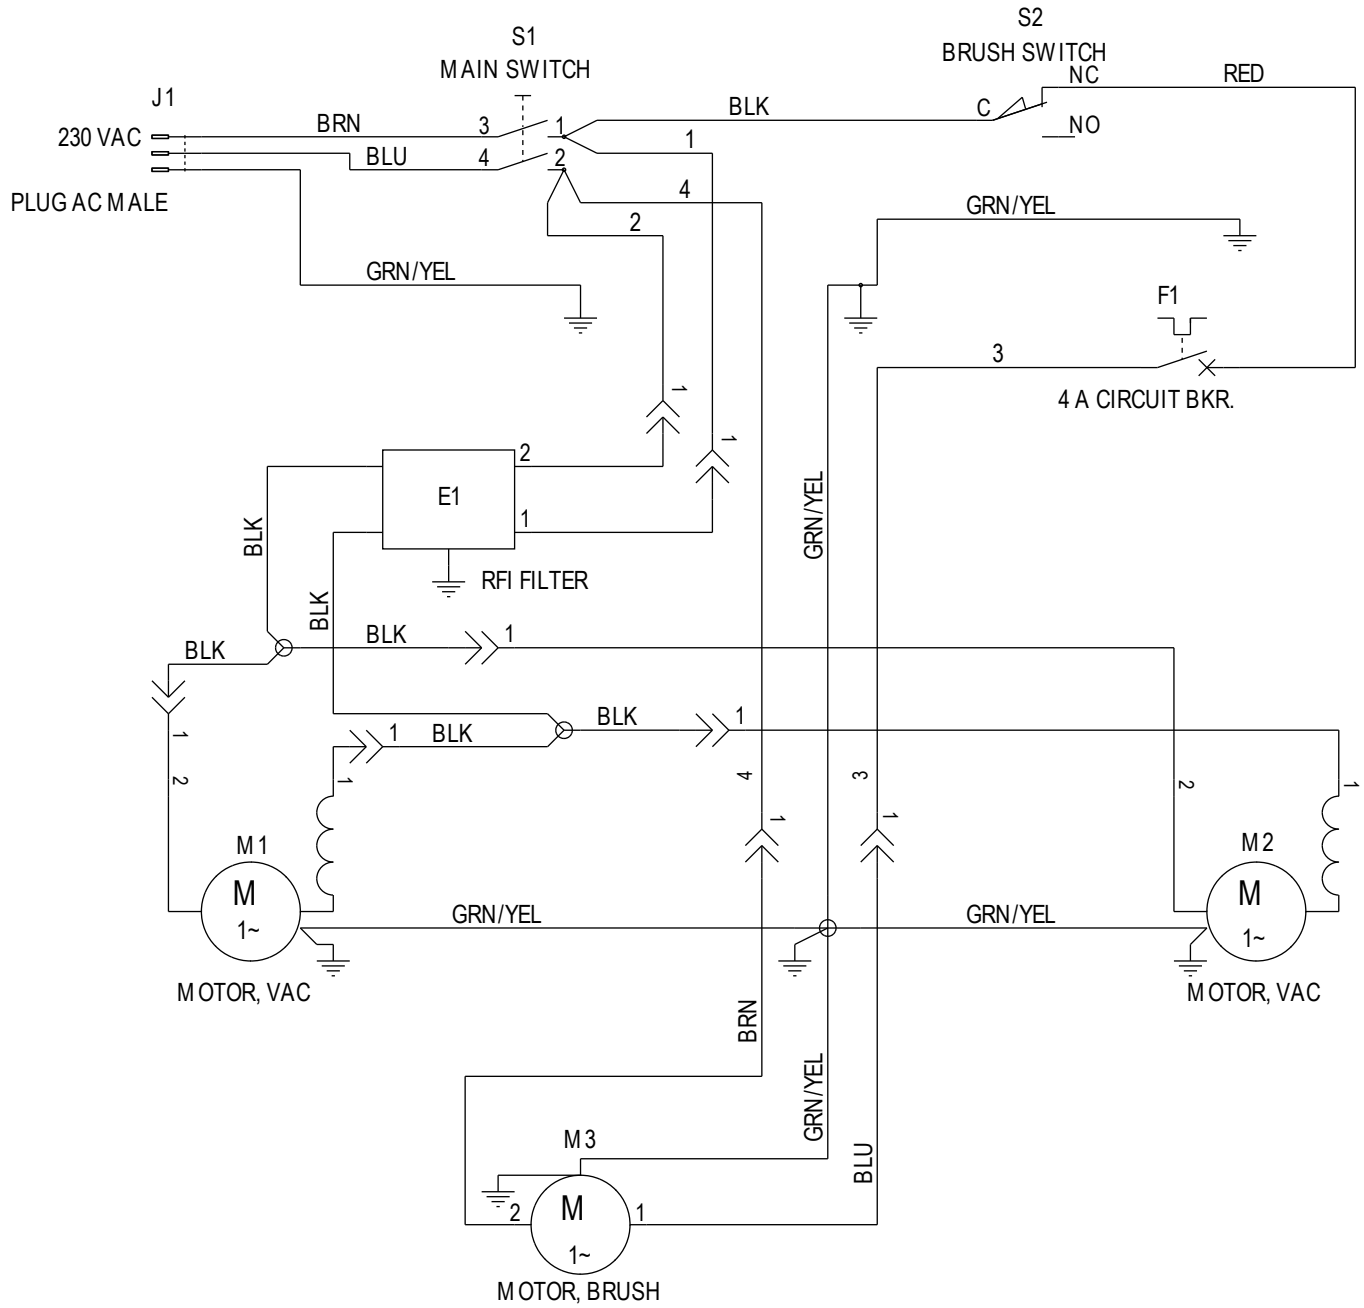 S2
S1
BRUSH SWITCH
MAIN SWITCH
NC
RED
J1
BLK
C
230 VAC
BRN
3
1
NO
1
BLU
4
2
PLUG AC MALE
4
GRN/YEL
2
GRN/YEL
F1
3
1
4 A CIRCUIT BKR.
1
2
E1
GRN/YEL
1
BLK
RFI FILTER
BLK
BLK
1
BLK
BLK
1
1
BLK
1
2
1
4
3
2
1
1
1
M1
M2
M
1~
M
1~
GRN/YEL
GRN/YEL
MOTOR, VAC
MOTOR, VAC
BRN
GRN/YEL
M3
BLU
2
M
1
1~
MOTOR, BRUSH